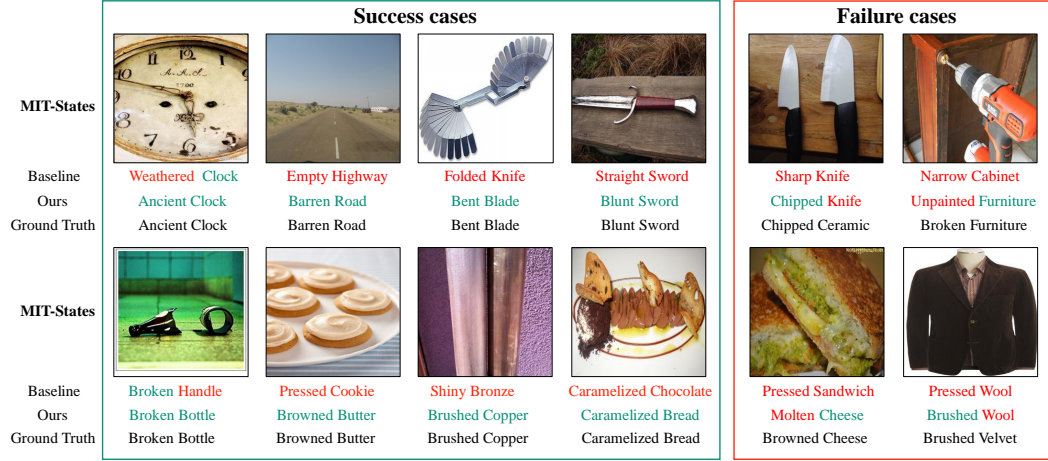 Success cases
Failure cases
MIT-States
Baseline Weathered Clock Empty Highway Folded Knife Straight Sword Sharp Knife Narrow Cabinet
Ours Ancient Clock Barren Road Bent Blade Blunt Sword Chipped Knife Unpainted Furniture
Ground Truth Ancient Clock Barren Road Bent Blade Blunt Sword Chipped Ceramic Broken Furniture
MIT-States
Baseline Broken Handle Pressed Cookie Shiny Bronze Caramelized Chocolate Pressed Sandwich Pressed Wool
Ours Broken Bottle Browned Butter Brushed Copper Caramelized Bread Molten Cheese Brushed Wool
Ground Truth Broken Bottle Browned Butter Brushed Copper Caramelized Bread Browned Cheese Brushed Velvet